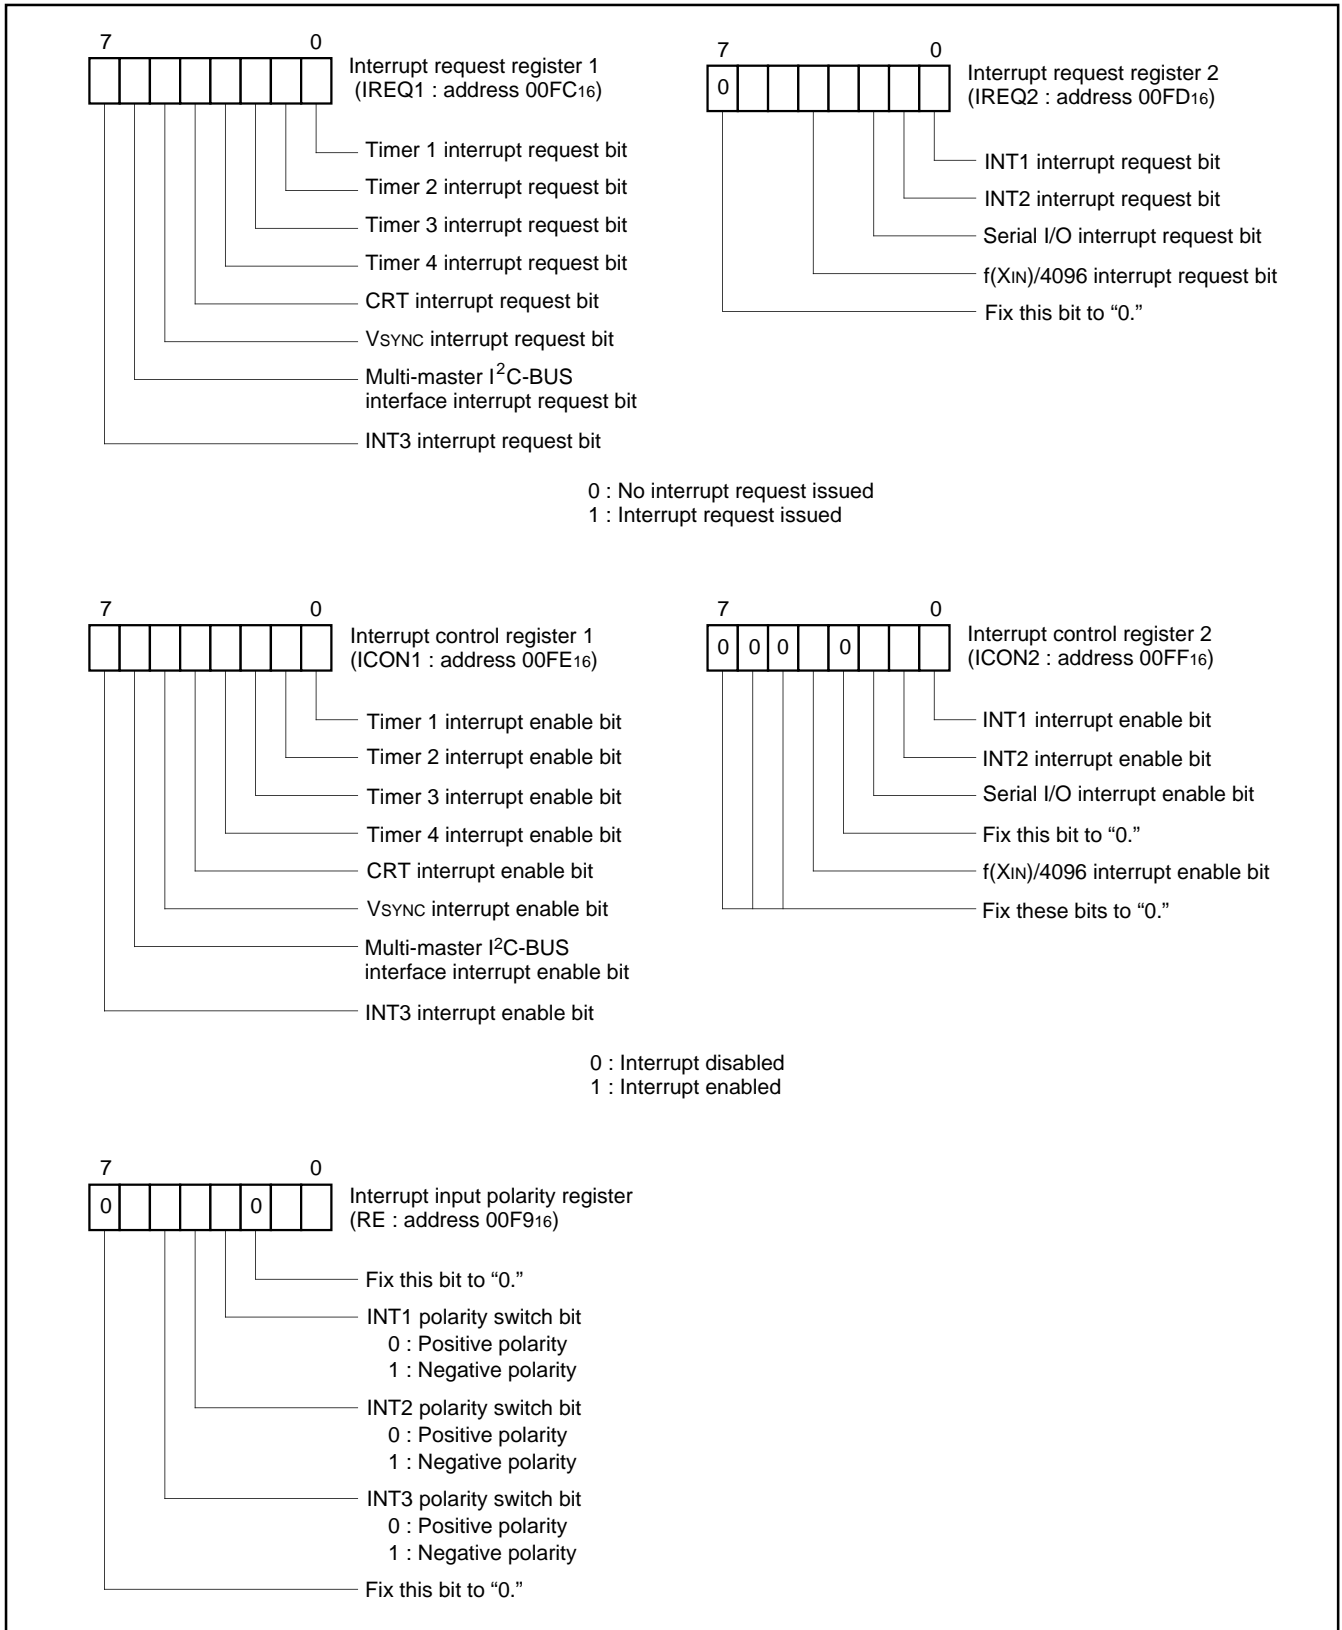 7 0
Interrupt request register 1
(IREQ1 : address 00FC16)
Timer 1 interrupt request bit
Timer 2 interrupt request bit
Timer 3 interrupt request bit
Timer 4 interrupt request bit
CRT interrupt request bit
VSYNC interrupt request bit
Multi-master I2C-BUS
interface interrupt request bit
INT3 interrupt request bit
7 0
0
Interrupt request register 2
(IREQ2 : address 00FD16)
INT1 interrupt request bit
INT2 interrupt request bit
Serial I/O interrupt request bit
f(XIN)/4096 interrupt request bit
Fix this bit to “0.”
0 : No interrupt request issued
1 : Interrupt request issued
7 0
Interrupt control register 1
(ICON1 : address 00FE16)
Timer 1 interrupt enable bit
Timer 2 interrupt enable bit
Timer 3 interrupt enable bit
Timer 4 interrupt enable bit
CRT interrupt enable bit
VSYNC interrupt enable bit
Multi-master I2C-BUS
interface interrupt enable bit
INT3 interrupt enable bit
7 0
0 0 0 0
Interrupt control register 2
(ICON2 : address 00FF16)
INT1 interrupt enable bit
INT2 interrupt enable bit
Serial I/O interrupt enable bit
Fix this bit to “0.”
f(XIN)/4096 interrupt enable bit
Fix these bits to “0.”
0 : Interrupt disabled
1 : Interrupt enabled
7 0
0 0
Interrupt input polarity register
(RE : address 00F916)
Fix this bit to “0.”
INT1 polarity switch bit
0 : Positive polarity
1 : Negative polarity
INT2 polarity switch bit
0 : Positive polarity
1 : Negative polarity
INT3 polarity switch bit
0 : Positive polarity
1 : Negative polarity
Fix this bit to “0.”